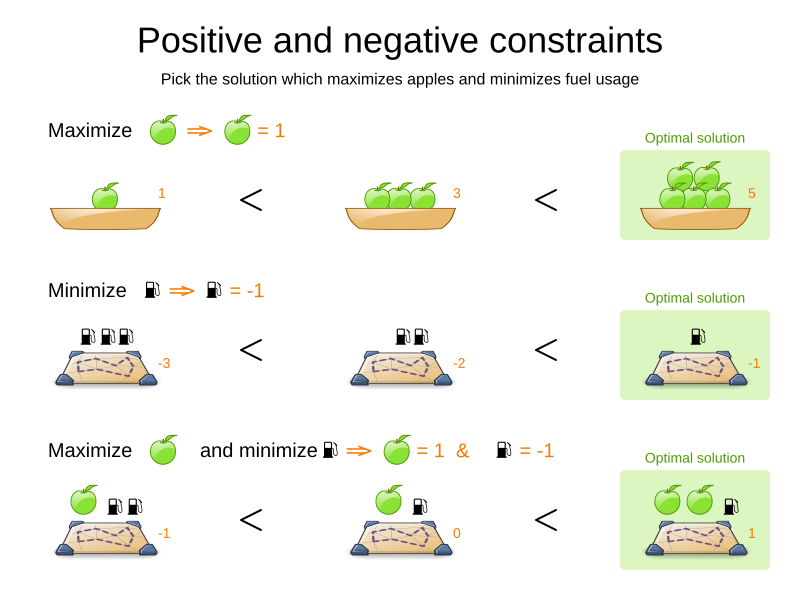 Positive and negative constraints
Pick the solution which maximizes apples and minimizes fuel usage
Maximize = 1
Optimal solution
1 < 3 < 5
Minimize = -1
Optimal solution
-3 < -2 < -1
Maximize and minimize = 1 & = -1
Optimal solution
-1 < 0 < 1